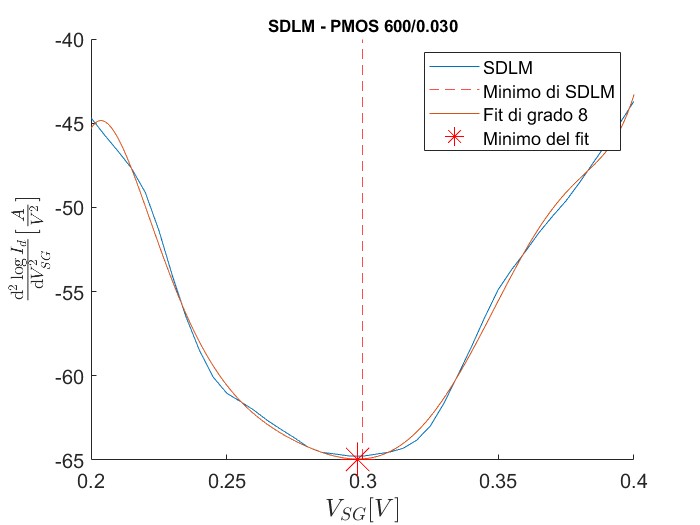 SDLM - PMOS 600/0.030
SDLM
Minimo di SDLM
Fit di grado 8
Minimo del fit
-40
-45
-50
-55
-60
-65
0.2
0.25
0.3
0.35
0.4
d² log I_d / dV²_SG [A/V²]
V_SG[V]